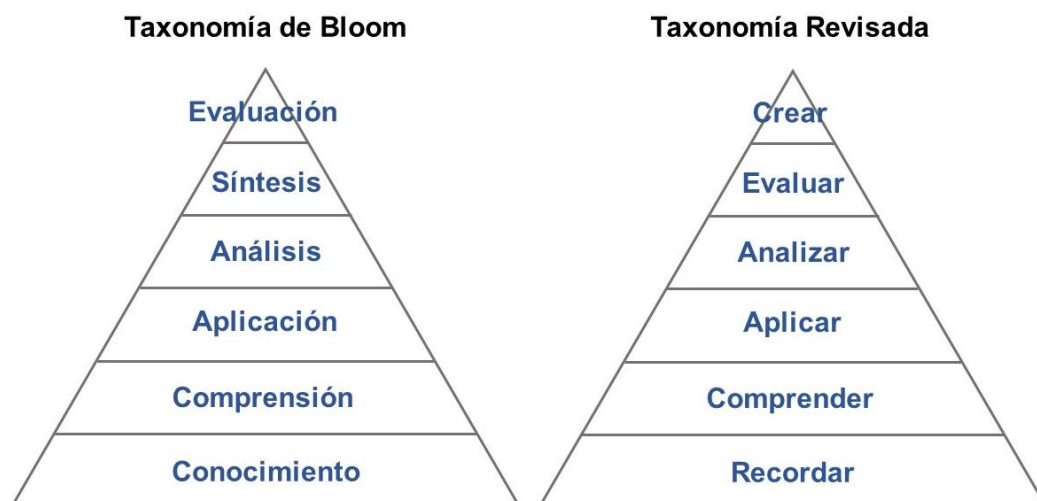 Taxonomía de Bloom
Evaluación
Síntesis
Análisis
Aplicación
Comprensión
Conocimiento
Taxonomía Revisada
Crear
Evaluar
Analizar
Aplicar
Comprender
Recordar